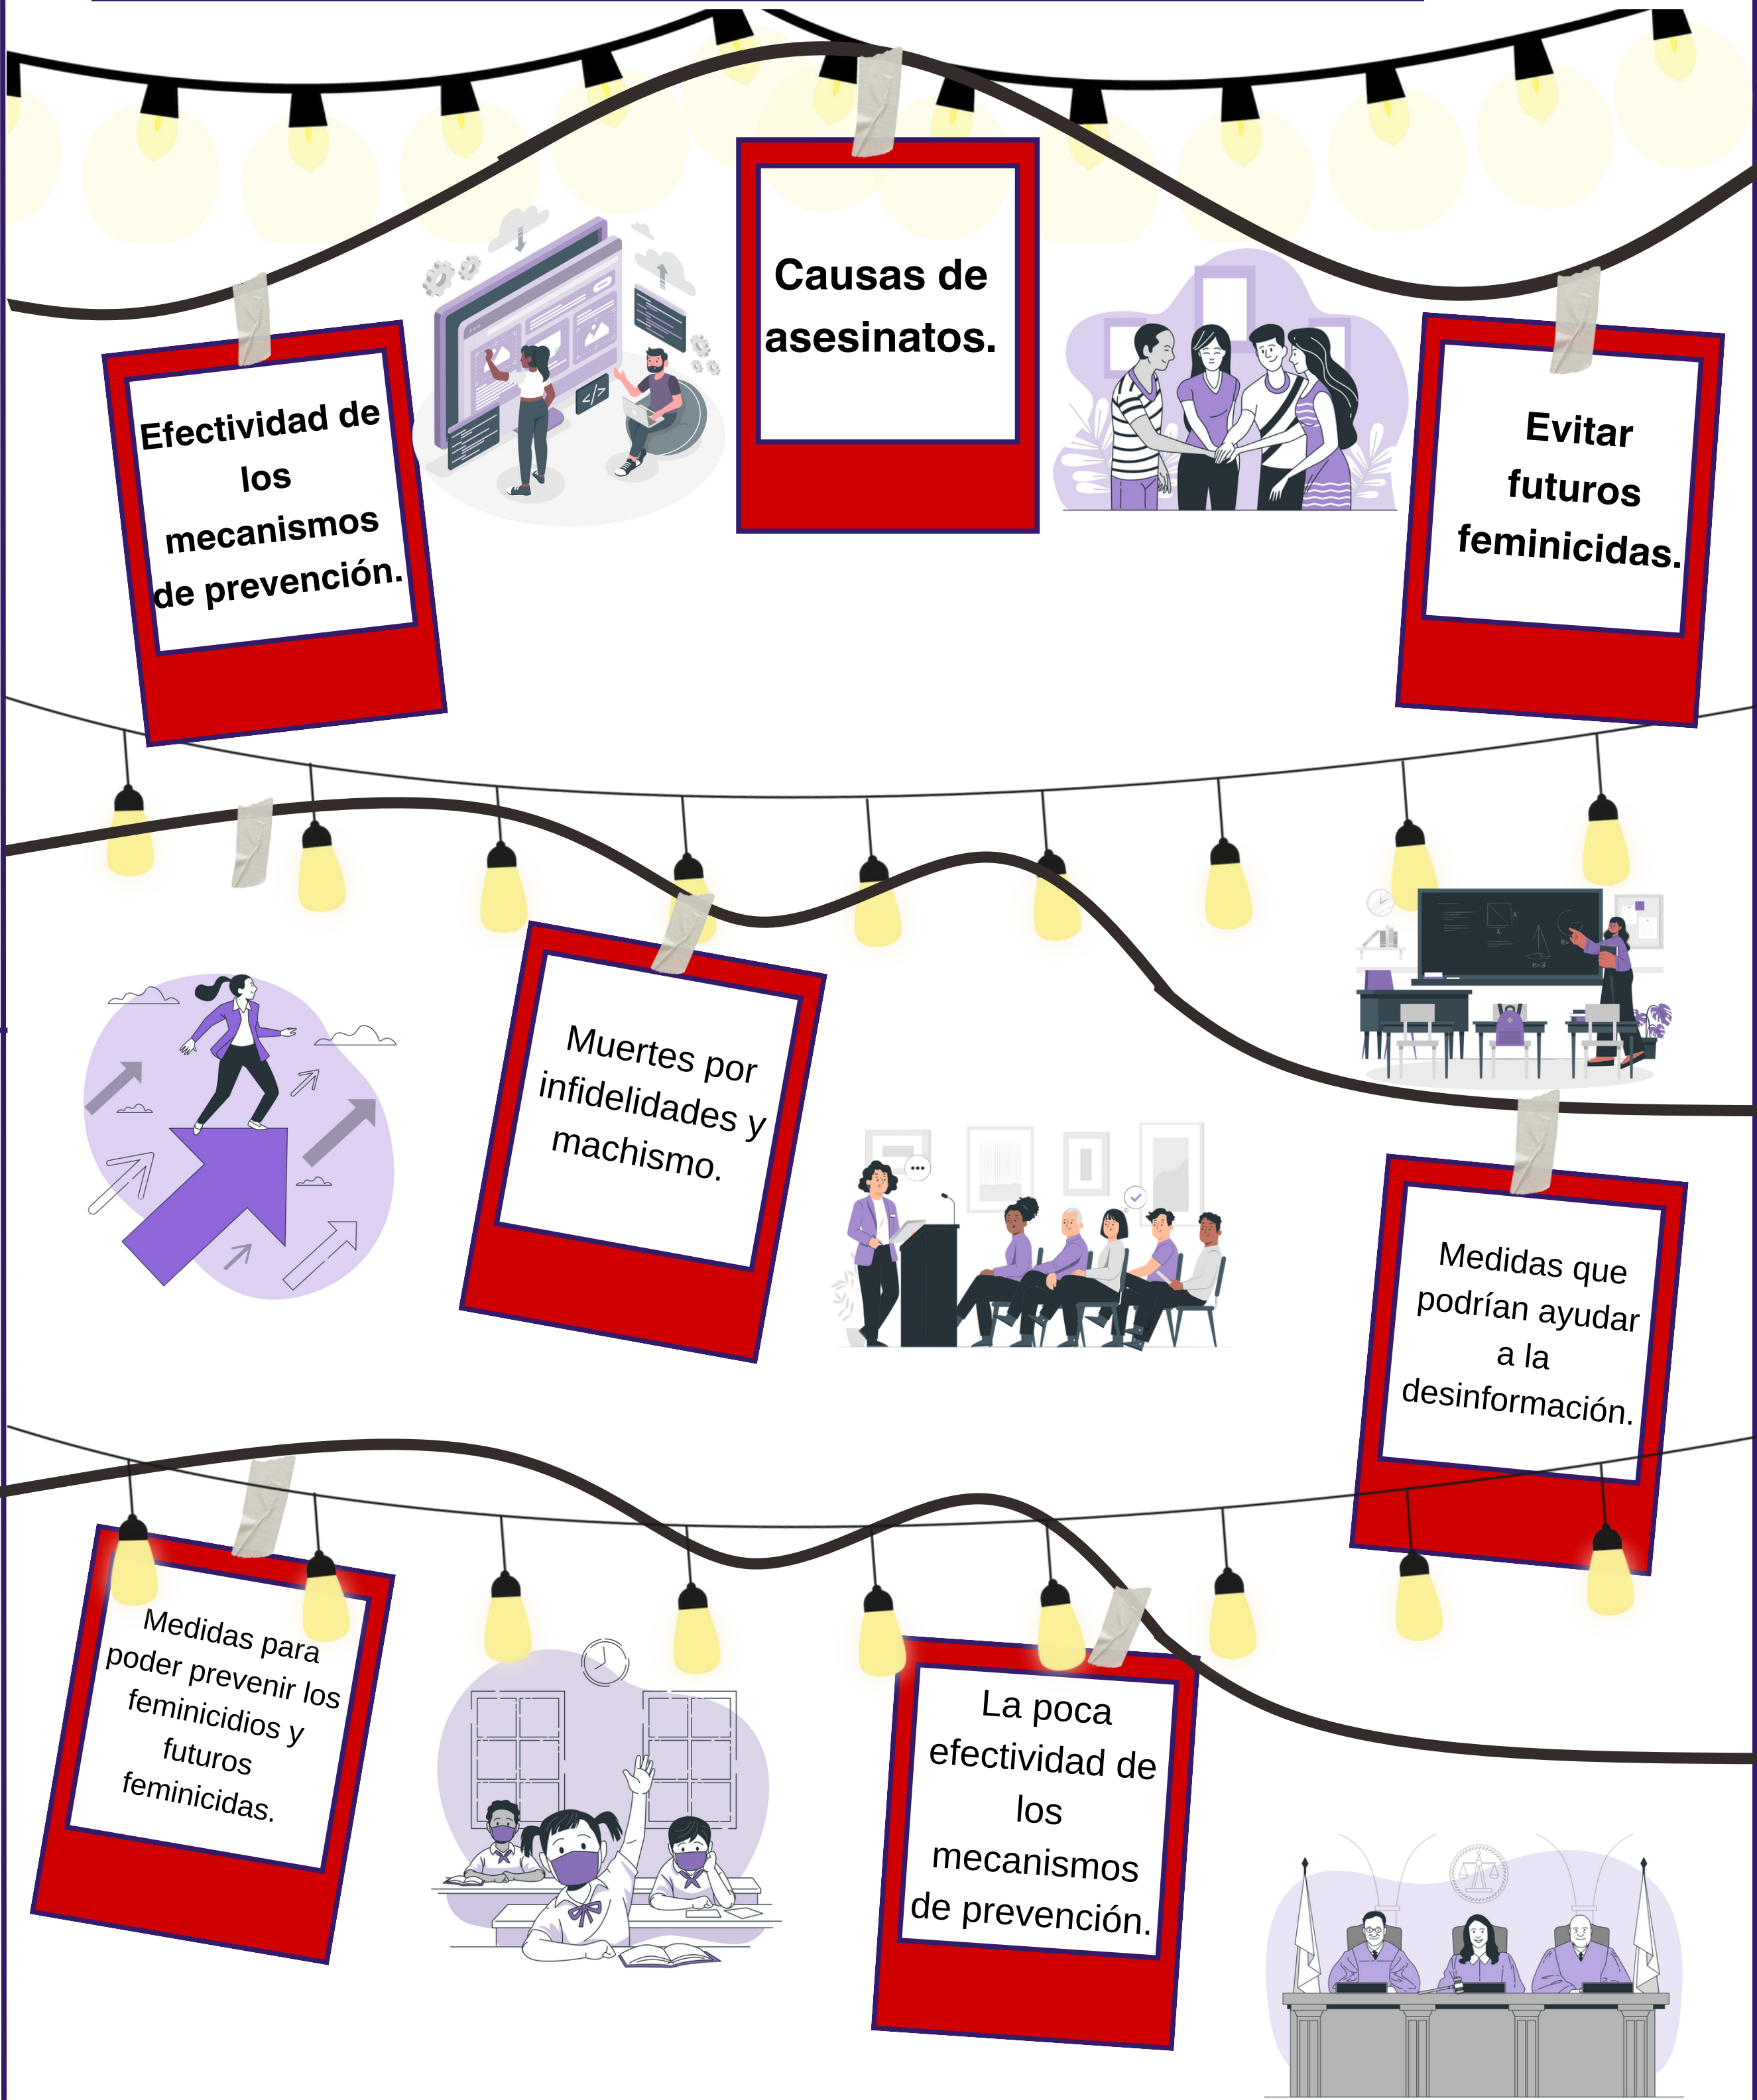 Causas de
asesinatos.
Efectividad de
los
mecanismos
de prevención.
Evitar
futuros
feminicidas.
Muertes por
infidelidades y
machismo.
Medidas que
podrían ayudar
a la
desinformación.
Medidas para
poder prevenir los
feminicidios y
futuros
feminicidas.
La poca
efectividad de
los
mecanismos
de prevención.